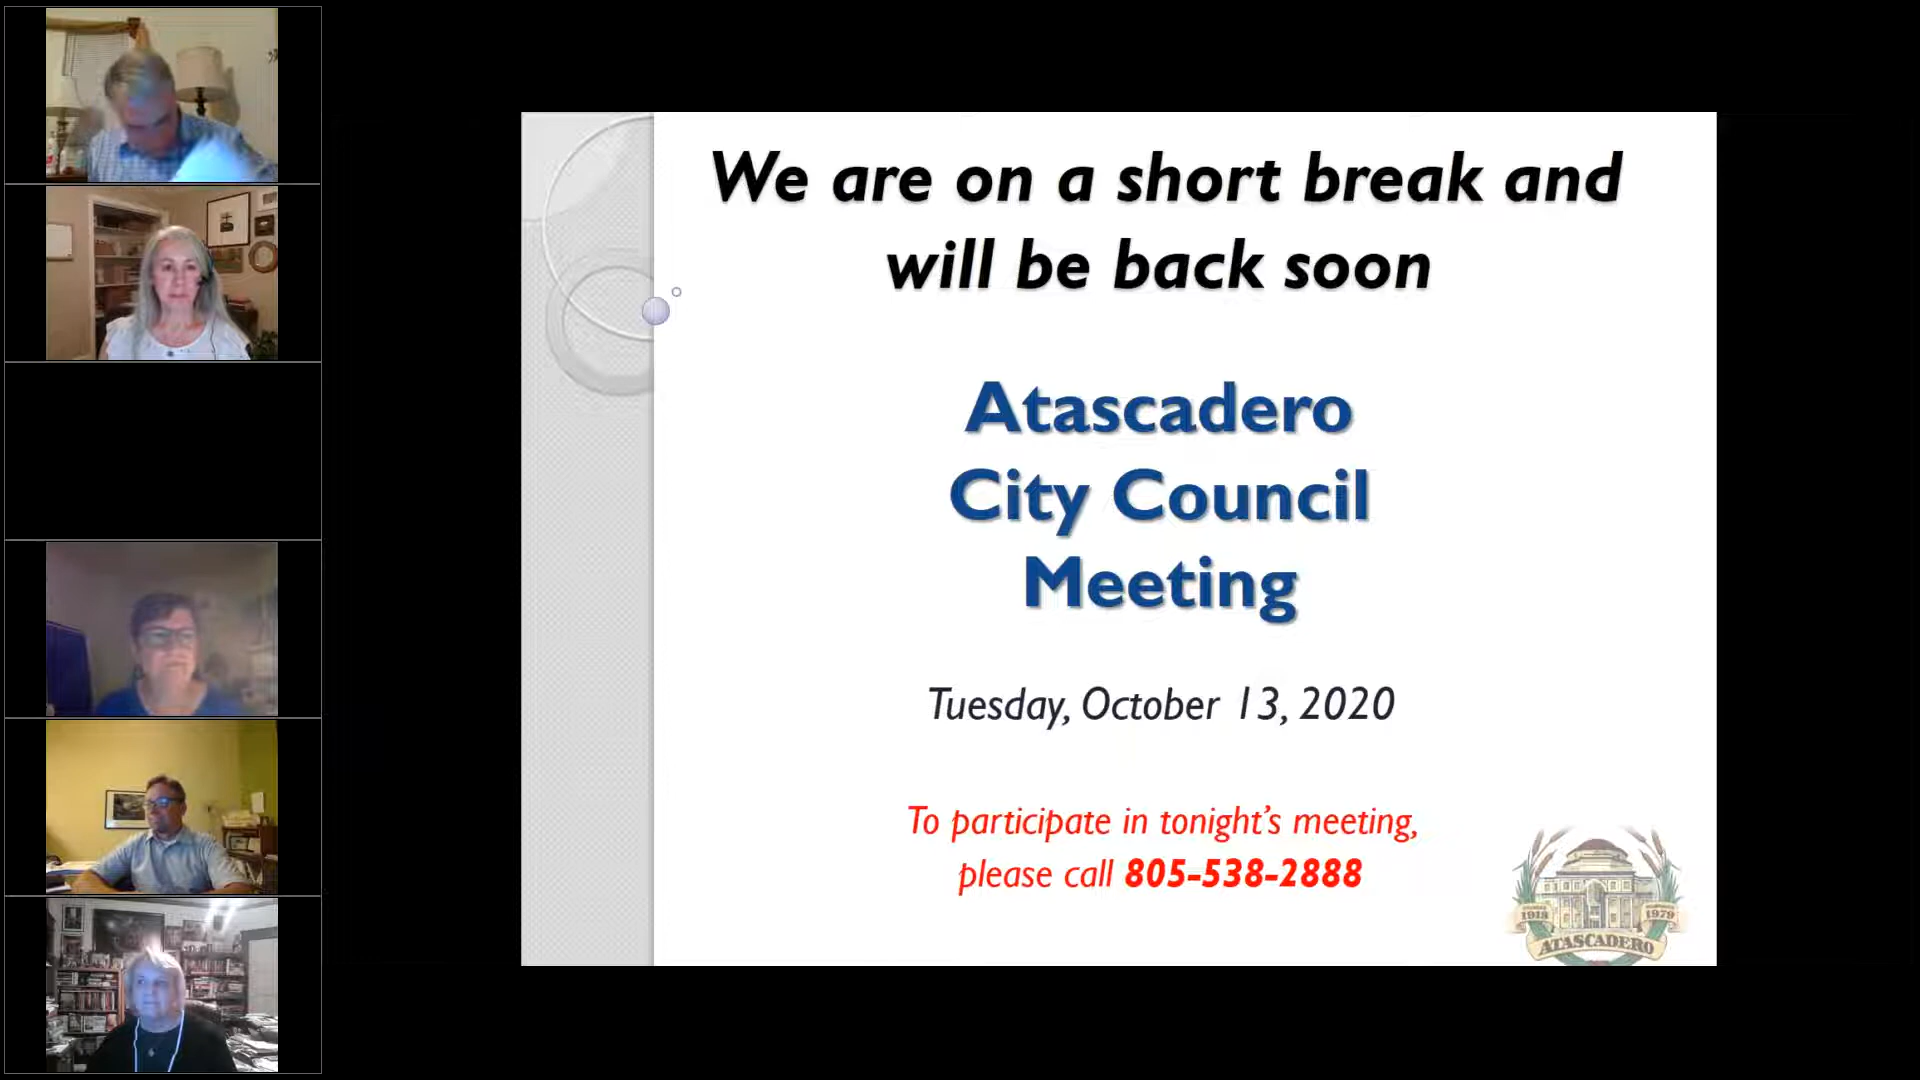 We are on a short break and
will be back soon
Atascadero
City Council
Meeting
Tuesday, October 13, 2020
To participate in tonight's meeting,
please call 805-538-2888
1913 1979
ATASCADERO